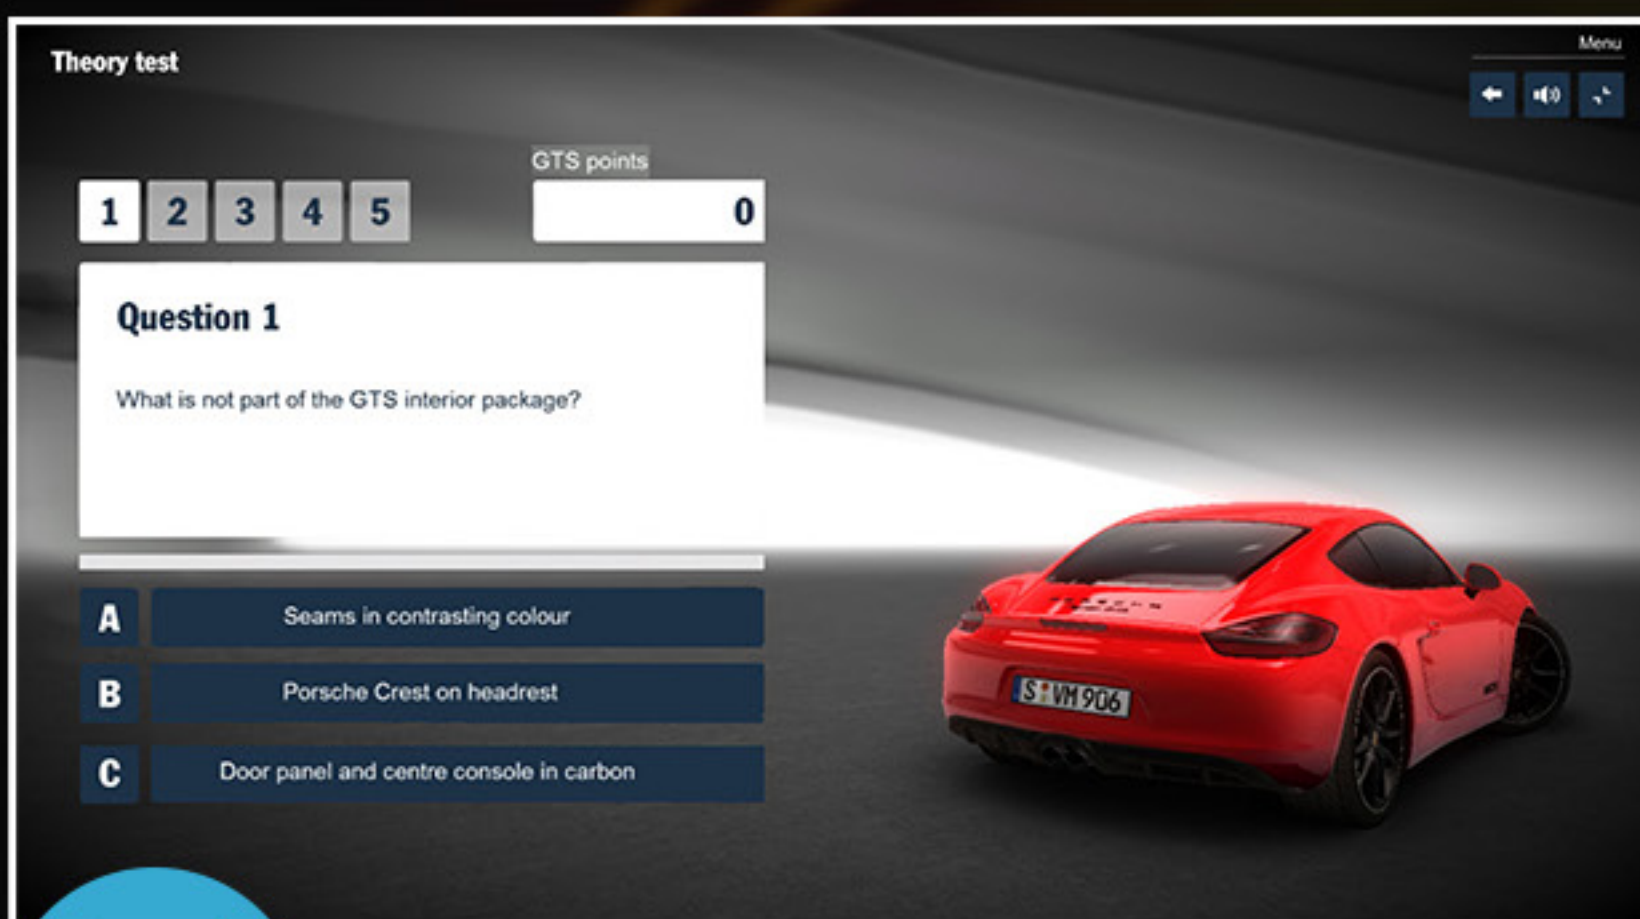 Theory test
Menu
GTS points
1 2 3 4 5
0
Question 1
What is not part of the GTS interior package?
A Seams in contrasting colour
B Porsche Crest on headrest
C Door panel and centre console in carbon
S VM 906